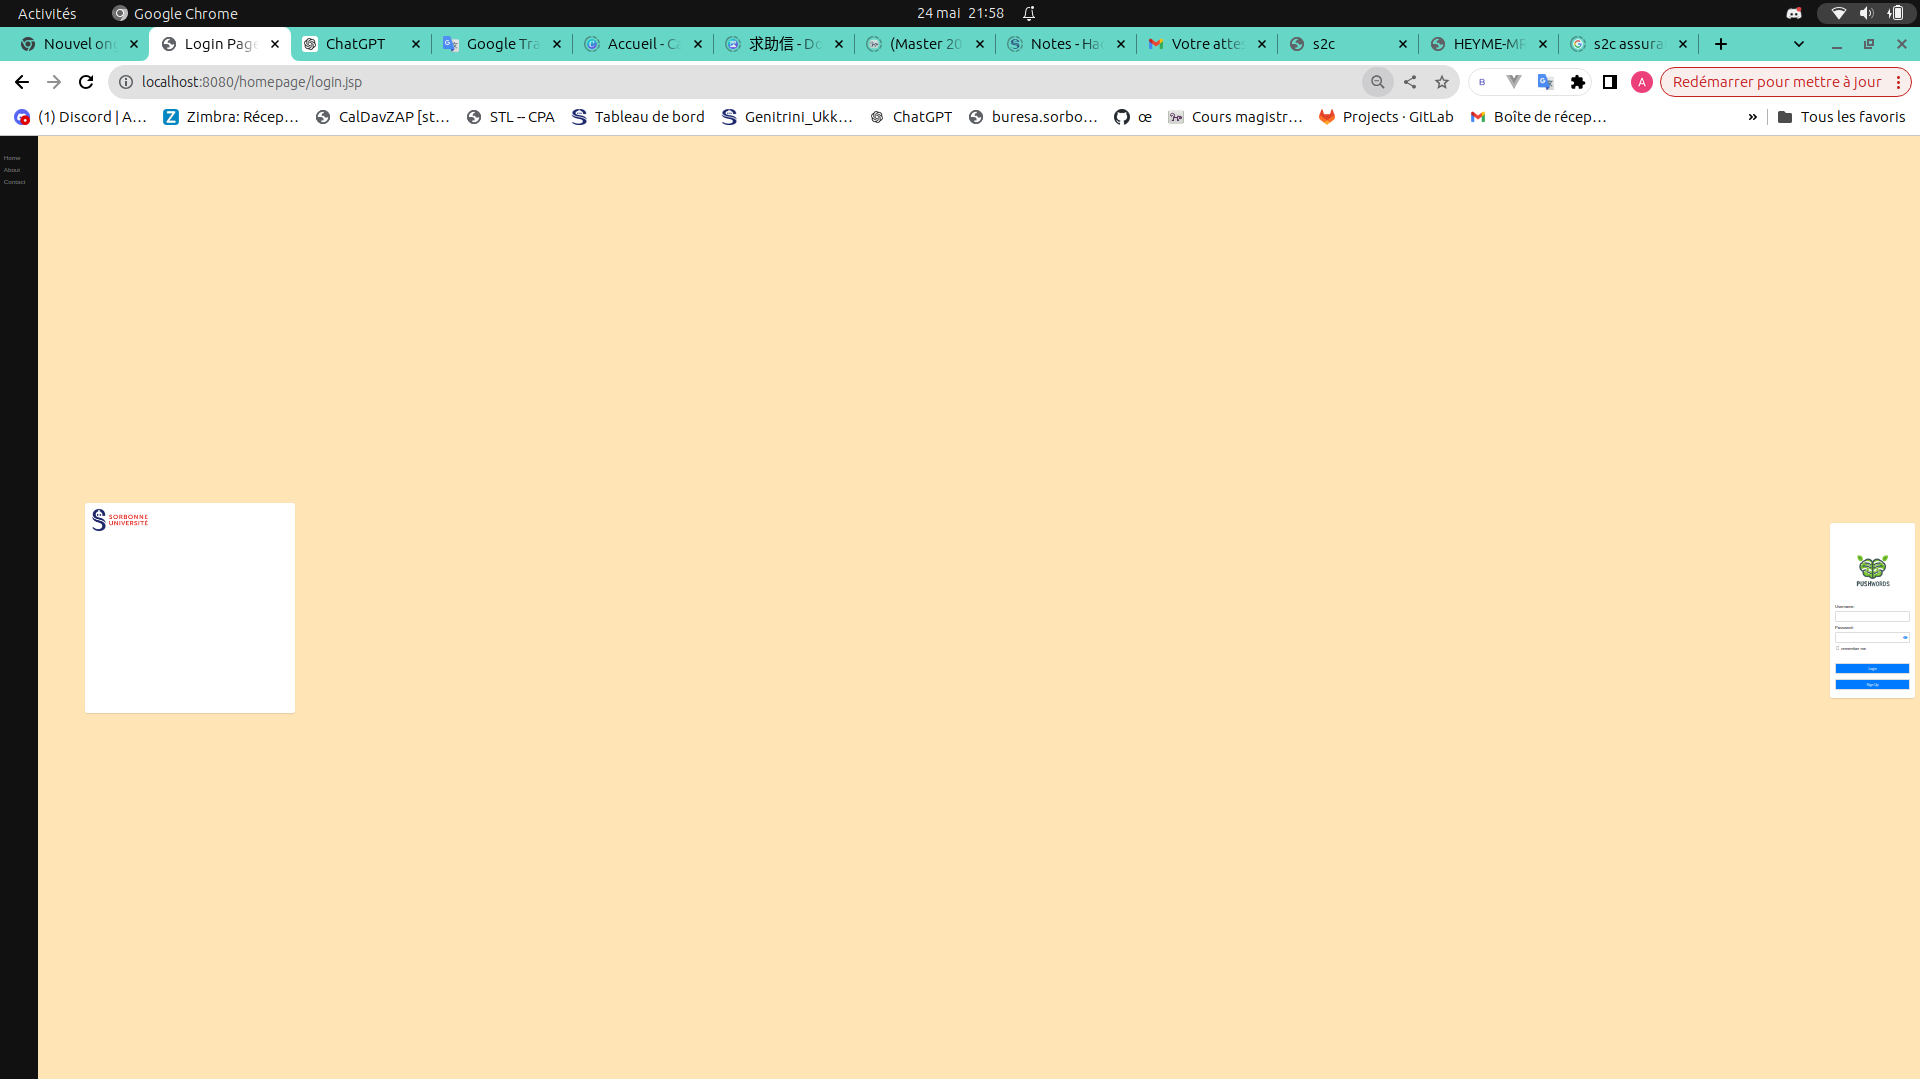 Activités Google Chrome 24 mai 21:58
Nouvel on Login Page ChatGPT Google Tra Accueil - Ca 求助信 - Do (Master 20 Notes - Ha Votre attes s2c HEYME-MR s2c assura
localhost:8080/homepage/login.jsp A Redémarrer pour mettre à jour
(1) Discord | A... Zimbra: Récep... CalDavZAP [st... STL -- CPA Tableau de bord Genitrini_Ukk... ChatGPT buresa.sorbo... œ Cours magistr... Projects · GitLab Boîte de récep... » Tous les favoris
Home
About
Contact
SORBONNE
UNIVERSITÉ
PUSHWORDS
Username:
Password:
remember me
Login
Sign Up